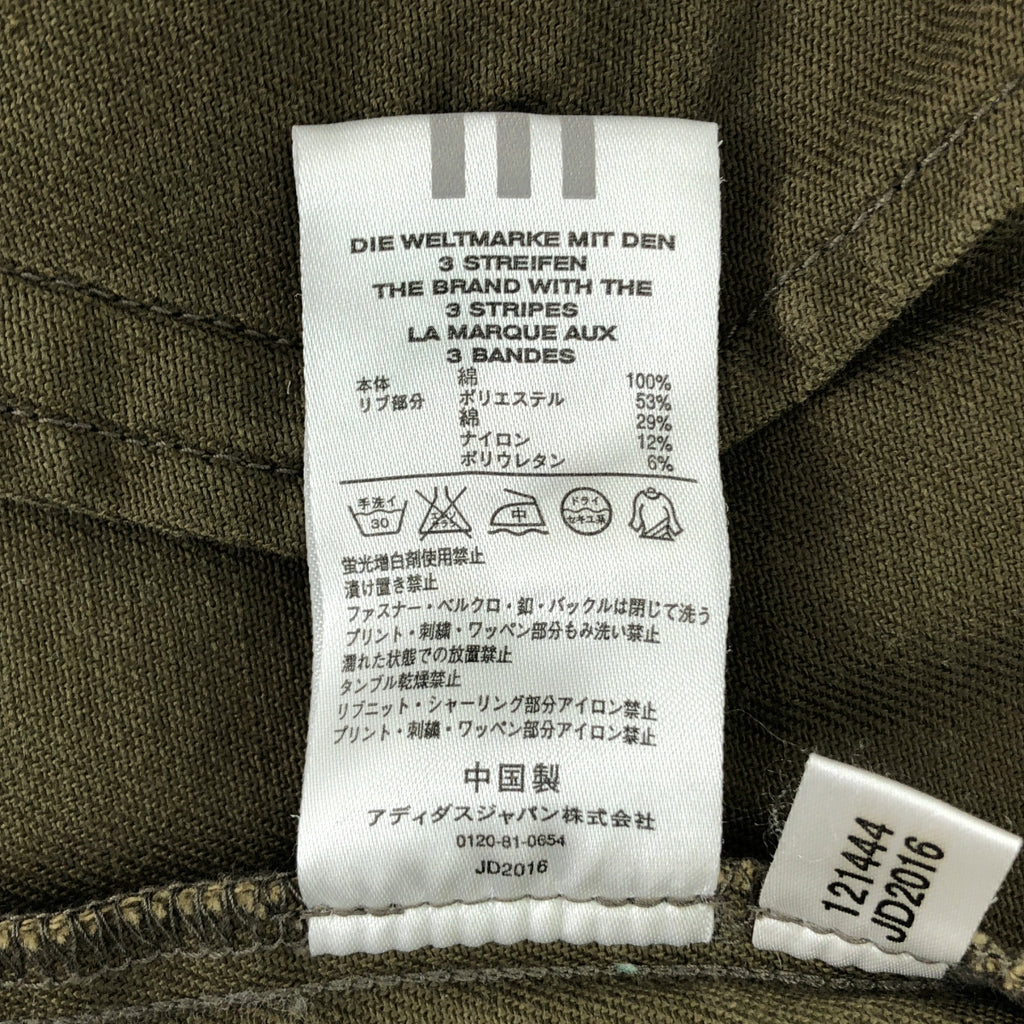 DIE WELTMARKE MIT DEN
3 STREIFEN
THE BRAND WITH THE
3 STRIPES
LA MARQUE AUX
3 BANDES
本体 綿 100%
リブ部分 ポリエステル 53%
綿 29%
ナイロン 12%
ポリウレタン 6%
手洗イ 30 エンソサラシ 中 ドライ セキユ系
蛍光増白剤使用禁止
漬け置き禁止
ファスナー・ベルクロ・釦・バックルは閉じて洗う
プリント・刺繍・ワッペン部分もみ洗い禁止
濡れた状態での放置禁止
タンブル乾燥禁止
リブニット・シャーリング部分アイロン禁止
プリント・刺繍・ワッペン部分アイロン禁止
中国製
アディダスジャパン株式会社
0120-81-0654
JD2016
121444
JD2016